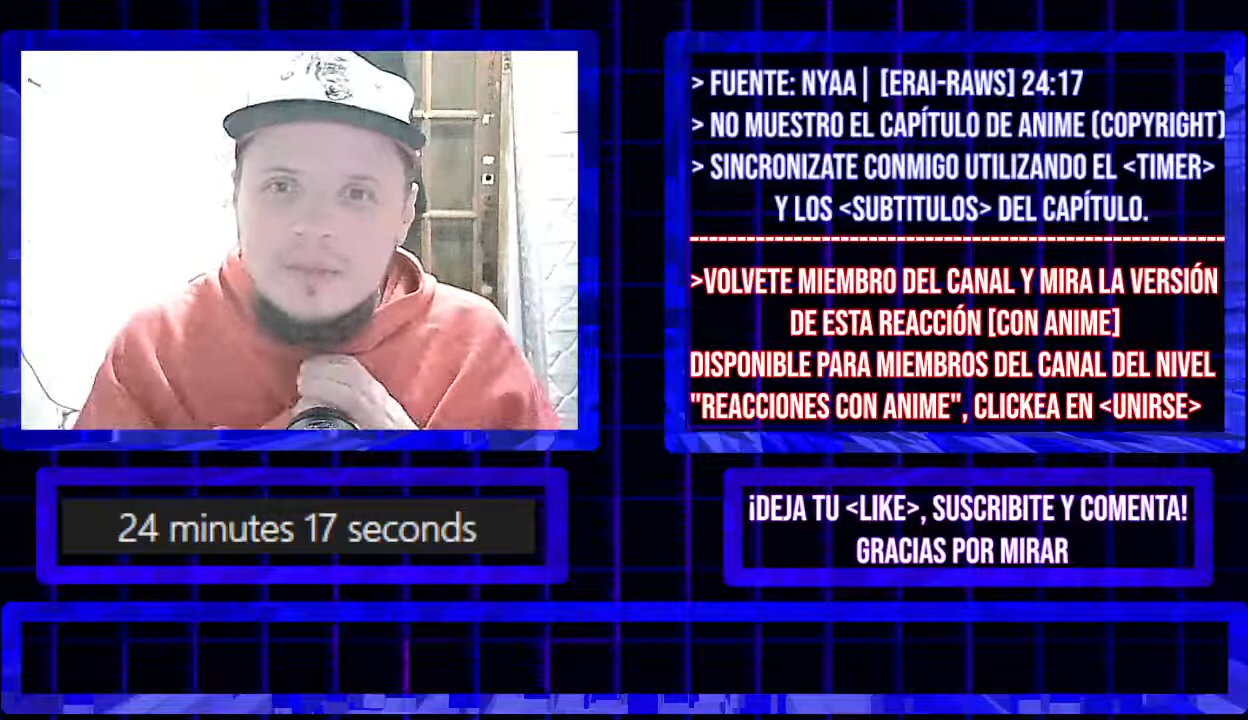 > FUENTE: NYAA| [ERAI-RAWS] 24:17
> NO MUESTRO EL CAPÍTULO DE ANIME (COPYRIGHT)
> SINCRONIZATE CONMIGO UTILIZANDO EL <TIMER>
Y LOS <SUBTITULOS> DEL CAPÍTULO.
>VOLVETE MIEMBRO DEL CANAL Y MIRA LA VERSIÓN
DE ESTA REACCIÓN [CON ANIME]
DISPONIBLE PARA MIEMBROS DEL CANAL DEL NIVEL
"REACCIONES CON ANIME", CLICKEA EN <UNIRSE>
24 minutes 17 seconds
¡DEJA TU <LIKE>, SUSCRIBITE Y COMENTA!
GRACIAS POR MIRAR